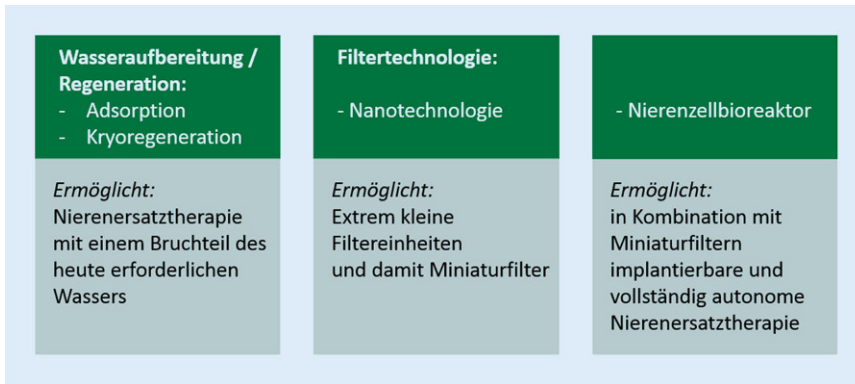 Wasseraufbereitung /
Regeneration:
- Adsorption
- Kryoregeneration
Ermöglicht:
Nierenersatztherapie
mit einem Bruchteil des
heute erforderlichen
Wassers
Filtertechnologie:
- Nanotechnologie
Ermöglicht:
Extrem kleine
Filtereinheiten
und damit Miniaturfilter
- Nierenzellbioreaktor
Ermöglicht:
in Kombination mit
Miniaturfiltern
implantierbare und
vollständig autonome
Nierenersatztherapie